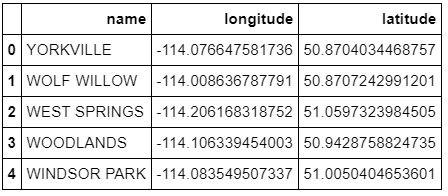 name longitude latitude
0 YORKVILLE -114.076647581736 50.8704034468757
1 WOLF WILLOW -114.008636787791 50.8707242991201
2 WEST SPRINGS -114.206168318752 51.0597323984505
3 WOODLANDS -114.106339454003 50.9428758824735
4 WINDSOR PARK -114.083549507337 51.0050404653601